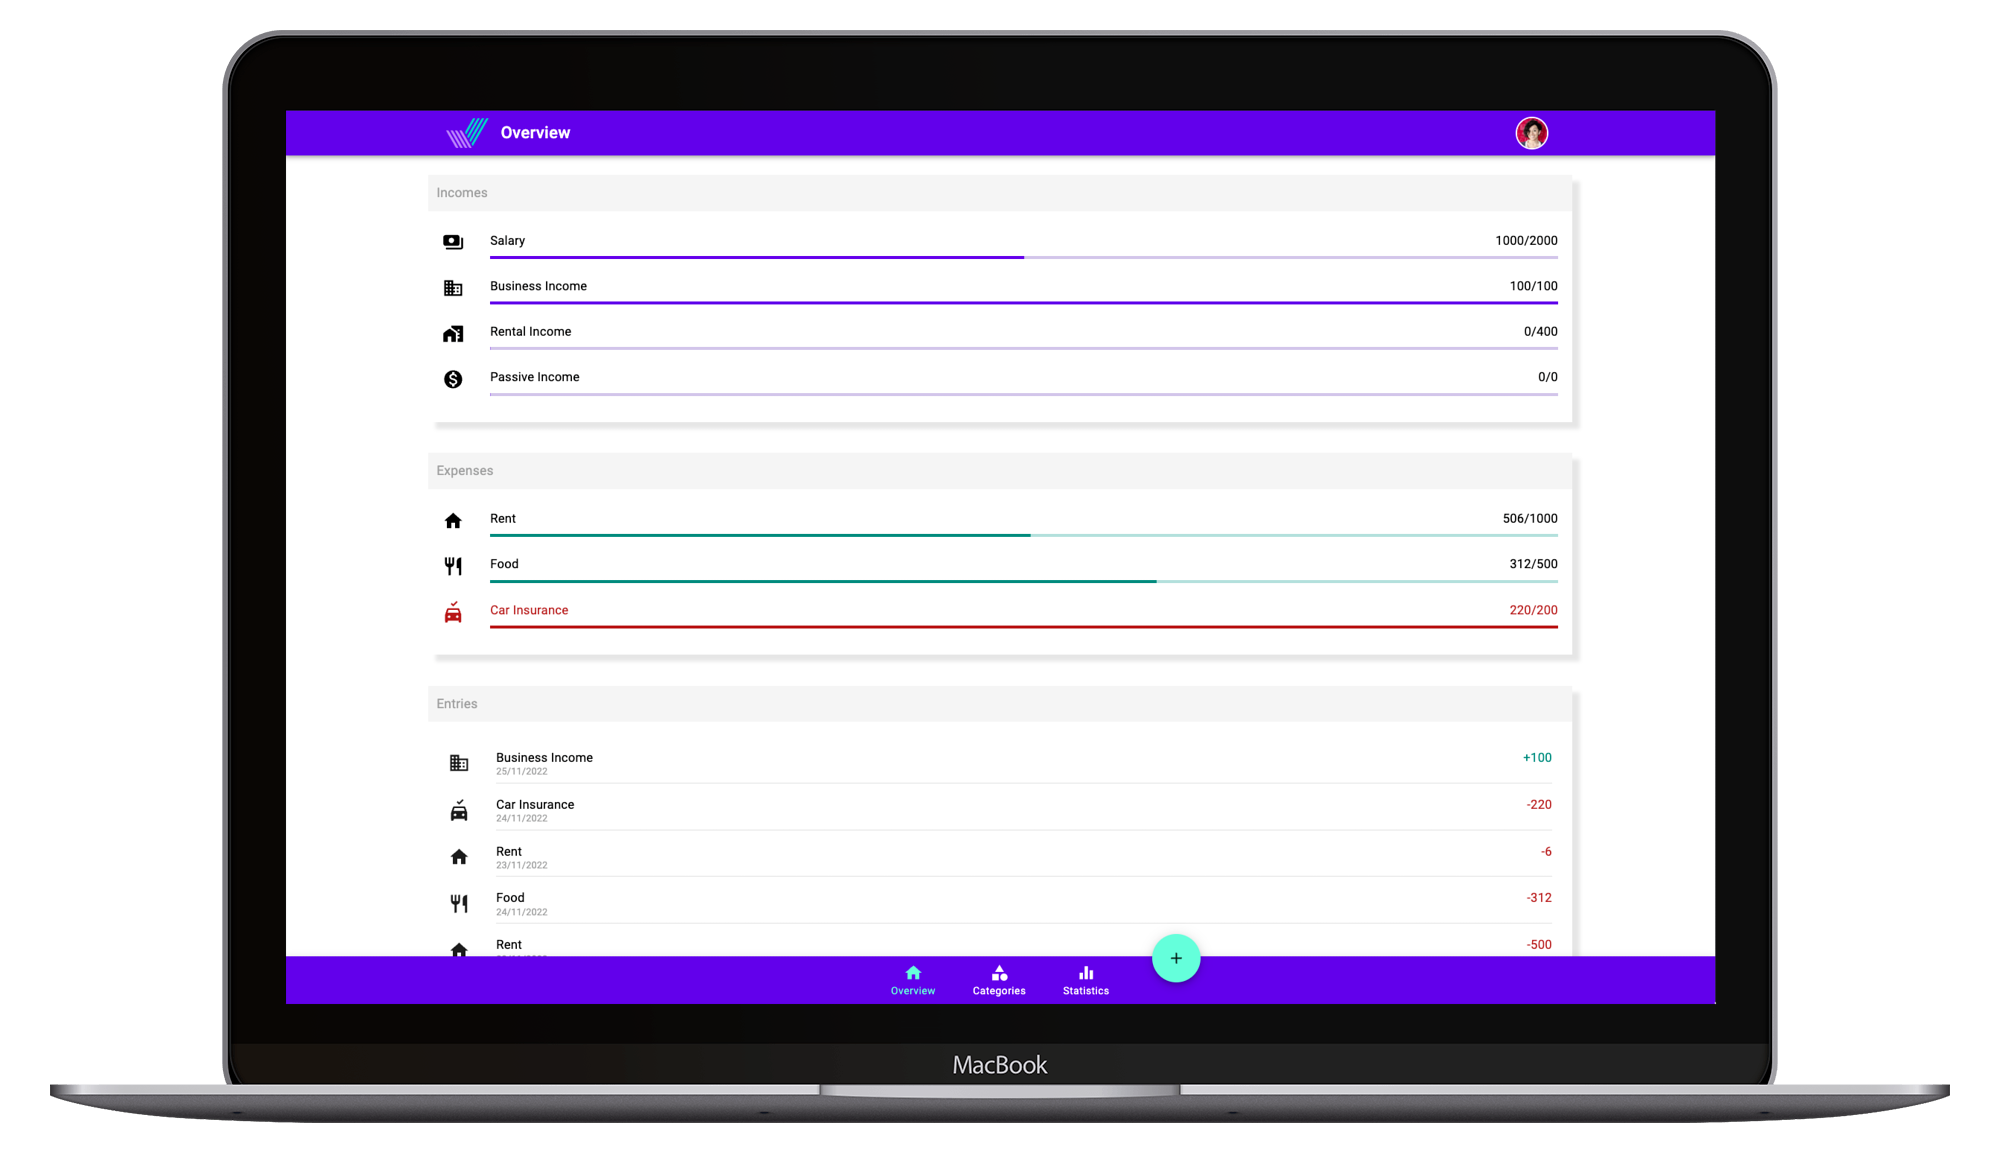 Overview
Incomes
Salary 1000/2000
Business Income 100/100
Rental Income 0/400
Passive Income 0/0
Expenses
Rent 506/1000
Food 312/500
Car Insurance 220/200
Entries
Business Income +100
25/11/2022
Car Insurance -220
24/11/2022
Rent -6
23/11/2022
Food -312
24/11/2022
Rent -500
+
Overview Categories Statistics
MacBook